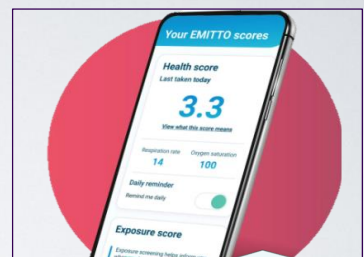 Your EMITTO scores
Health score
Last taken today
3.3
View what this score means
Respiration rate
Oxygen saturation
14
100
Daily reminder
Remind me daily
Exposure score
Exposure screening helps